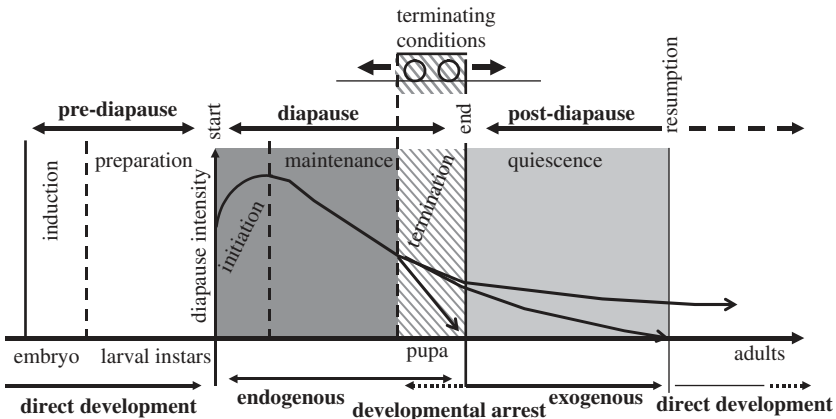 terminating
conditions
pre-diapause
start
diapause
end
post-diapause
resumption
induction
preparation
diapause intensity
initiation
maintenance
termination
quiescence
embryo
larval instars
pupa
adults
direct development
endogenous
developmental arrest
exogenous
direct development